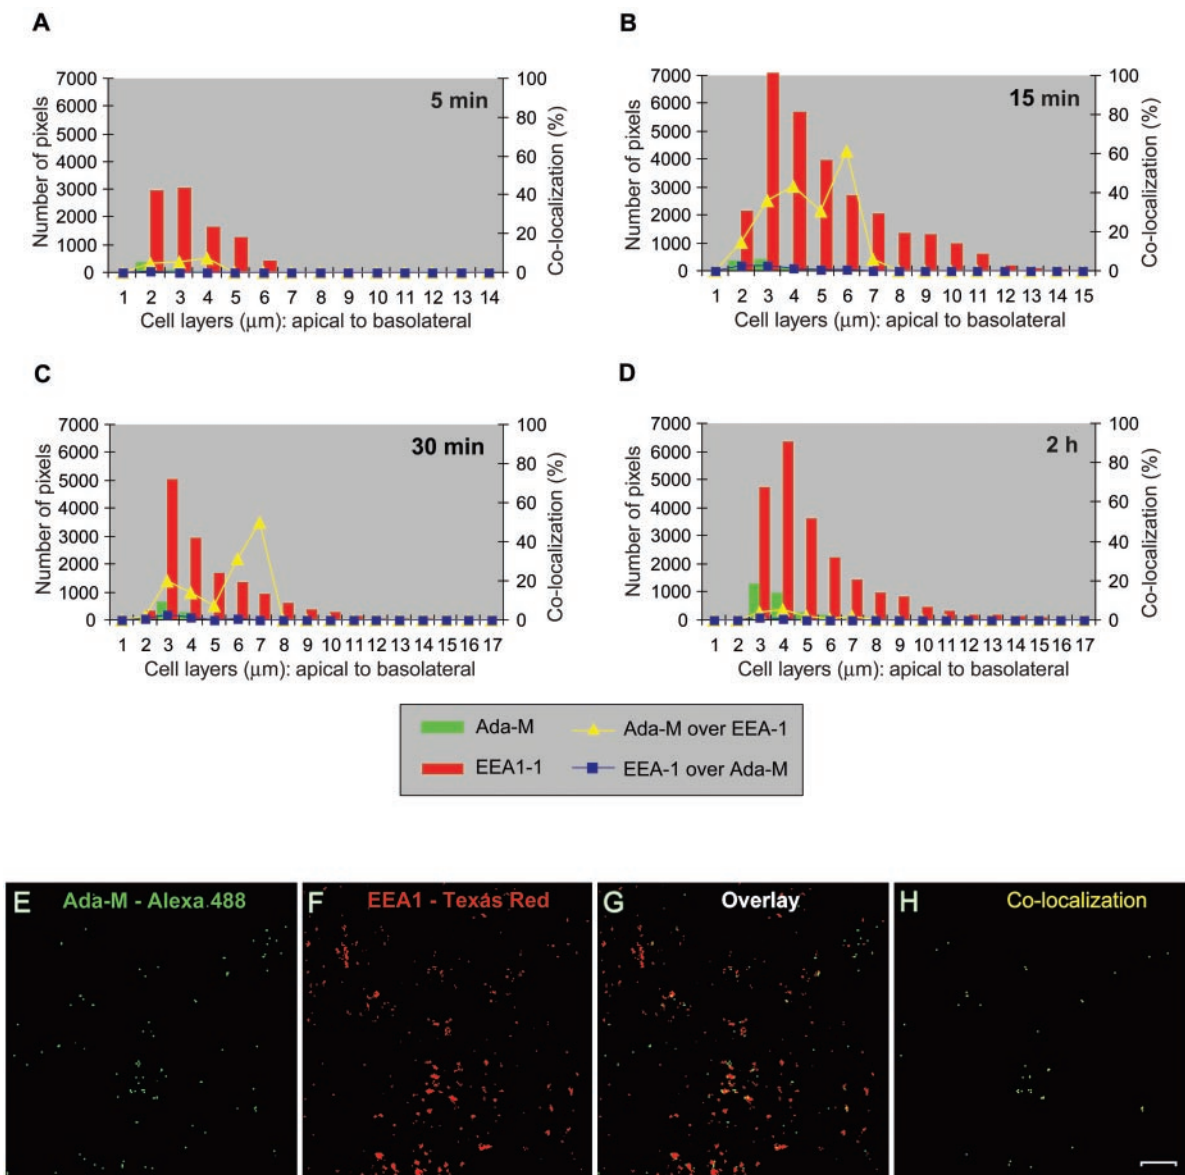 A
7000
6000
5000
4000
3000
2000
1000
0
Number of pixels
5 min
100
80
60
40
20
0
Co-localization (%)
1 2 3 4 5 6 7 8 9 10 11 12 13 14
Cell layers (μm): apical to basolateral
B
7000
6000
5000
4000
3000
2000
1000
0
Number of pixels
15 min
100
80
60
40
20
0
Co-localization (%)
1 2 3 4 5 6 7 8 9 10 11 12 13 14 15
Cell layers (μm): apical to basolateral
C
7000
6000
5000
4000
3000
2000
1000
0
Number of pixels
30 min
100
80
60
40
20
0
Co-localization (%)
1 2 3 4 5 6 7 8 9 10 11 12 13 14 15 16 17
Cell layers (μm): apical to basolateral
D
7000
6000
5000
4000
3000
2000
1000
0
Number of pixels
2 h
100
80
60
40
20
0
Co-localization (%)
1 2 3 4 5 6 7 8 9 10 11 12 13 14 15 16 17
Cell layers (μm): apical to basolateral
Ada-M
Ada-M over EEA-1
EEA1-1
EEA-1 over Ada-M
E Ada-M - Alexa 488
F EEA1 - Texas Red
G Overlay
H Co-localization